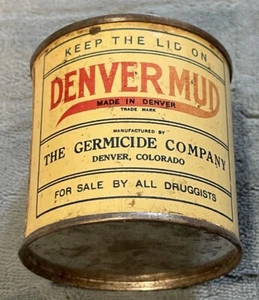 KEEP THE LID ON
DENVER MUD
MADE IN DENVER
TRADE MARK
MANUFACTURED BY
THE GERMICIDE COMPANY
DENVER, COLORADO
FOR SALE BY ALL DRUGGISTS